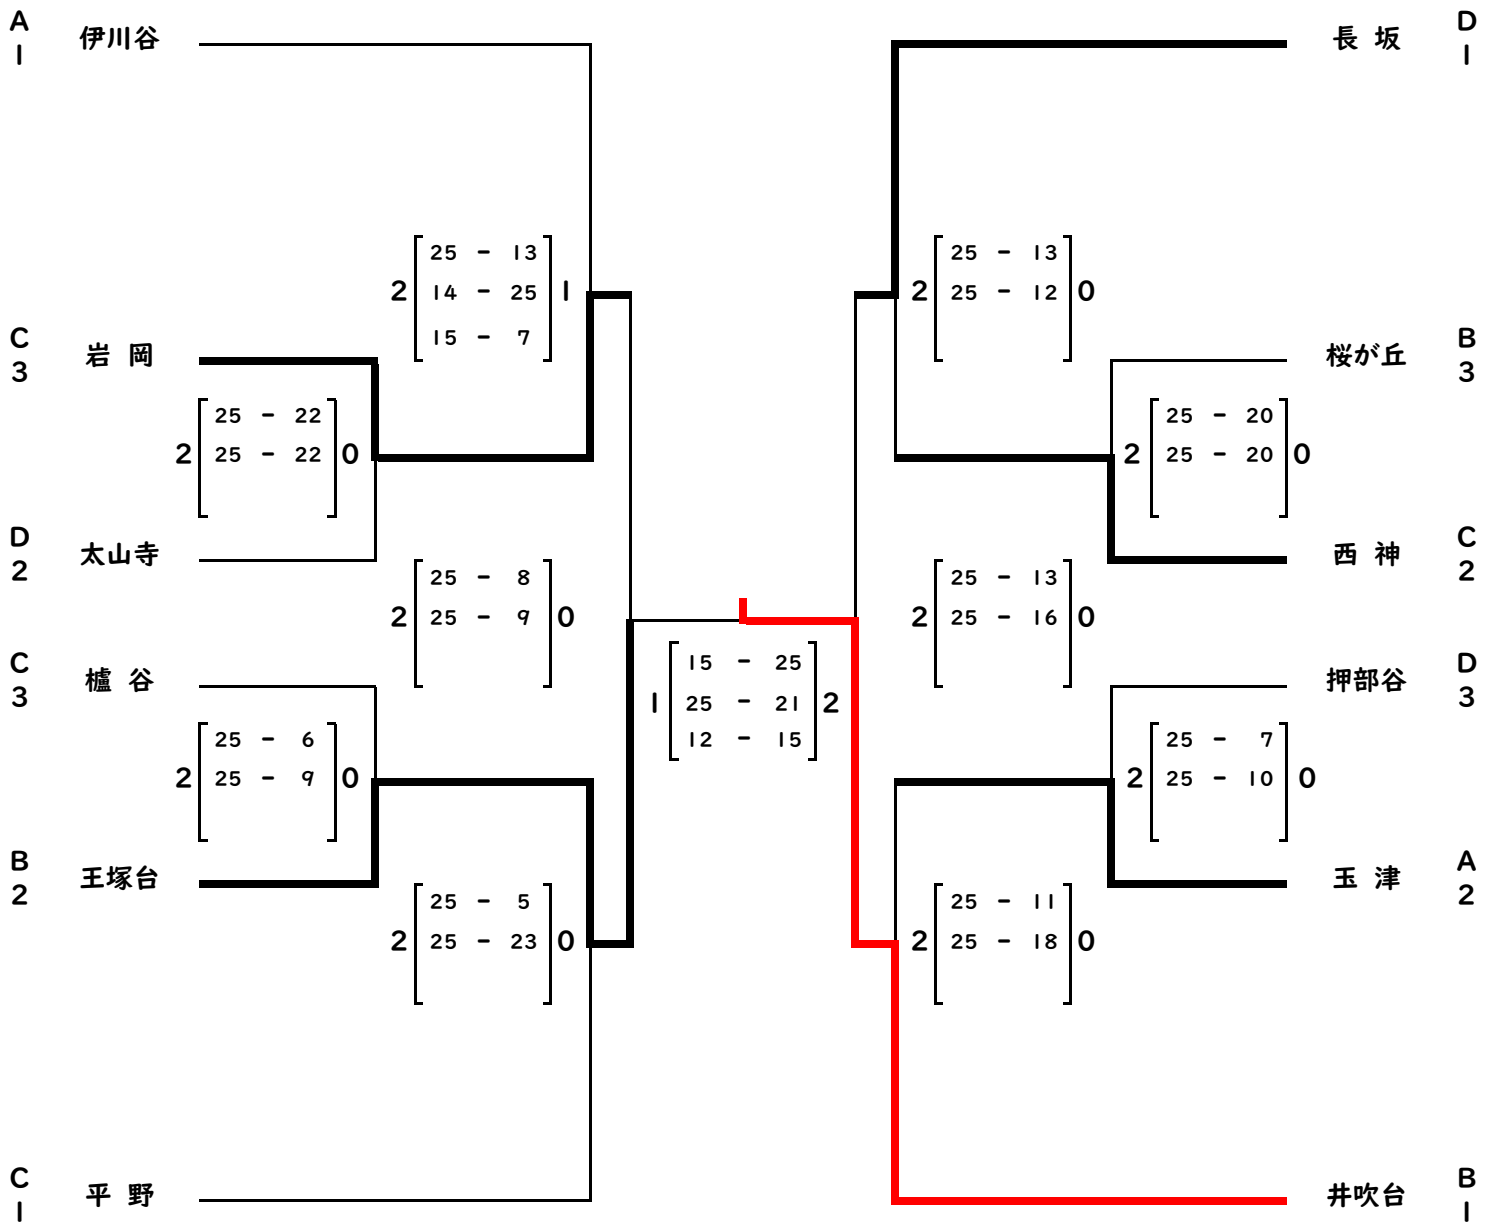 A
1
伊川谷
長 坂
D
1
25 - 13
2 14 - 25 1
15 - 7
25 - 13
2 25 - 12 0
C
3
岩 岡
桜が丘
B
3
25 - 22
2 25 - 22 0
25 - 20
2 25 - 20 0
D
2
太山寺
西 神
C
2
25 - 8
2 25 - 9 0
25 - 13
2 25 - 16 0
15 - 25
1 25 - 21 2
12 - 15
C
3
櫨 谷
押部谷
D
3
25 - 6
2 25 - 9 0
25 - 7
2 25 - 10 0
B
2
王塚台
玉 津
A
2
25 - 5
2 25 - 23 0
25 - 11
2 25 - 18 0
C
1
平 野
井吹台
B
1